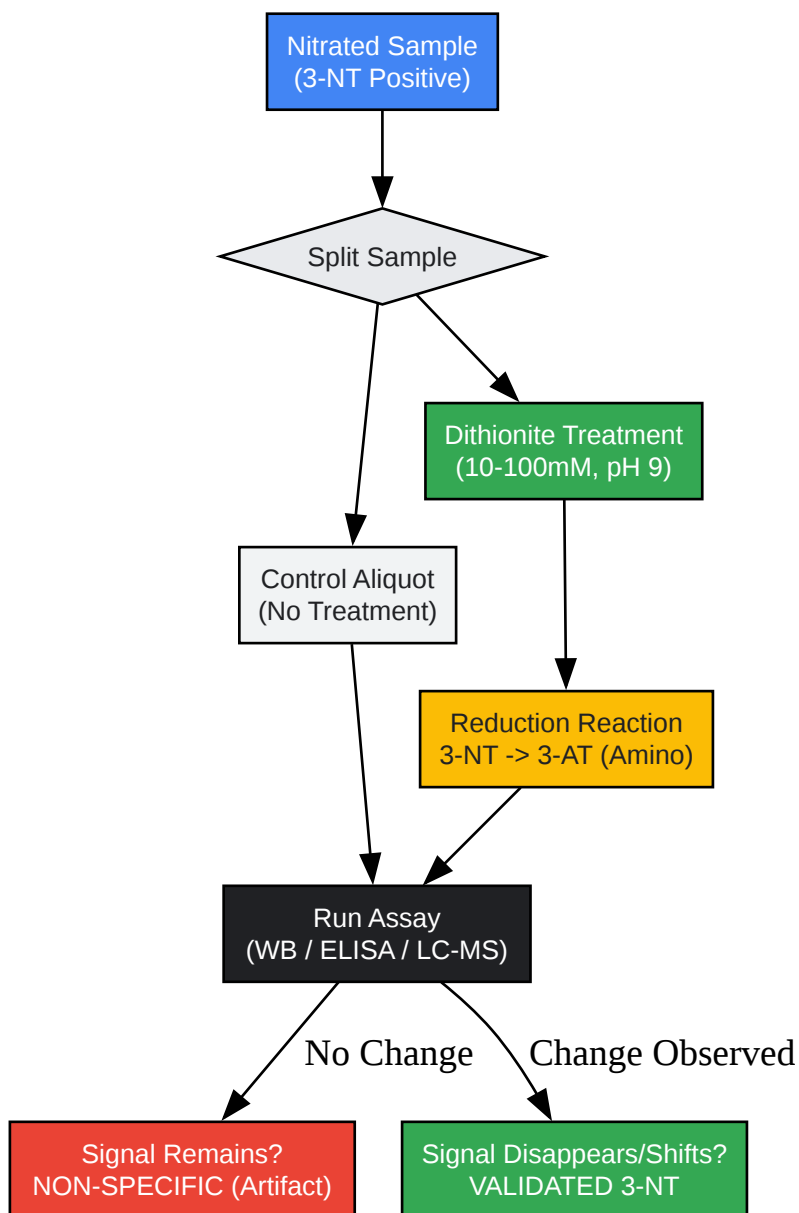 Nitrated Sample
(3-NT Positive)
Split Sample
Dithionite Treatment
(10-100mM, pH 9)
Control Aliquot
(No Treatment)
Reduction Reaction
3-NT -> 3-AT (Amino)
Run Assay
(WB / ELISA / LC-MS)
No Change
Change Observed
Signal Remains?
NON-SPECIFIC (Artifact)
Signal Disappears/Shifts?
VALIDATED 3-NT